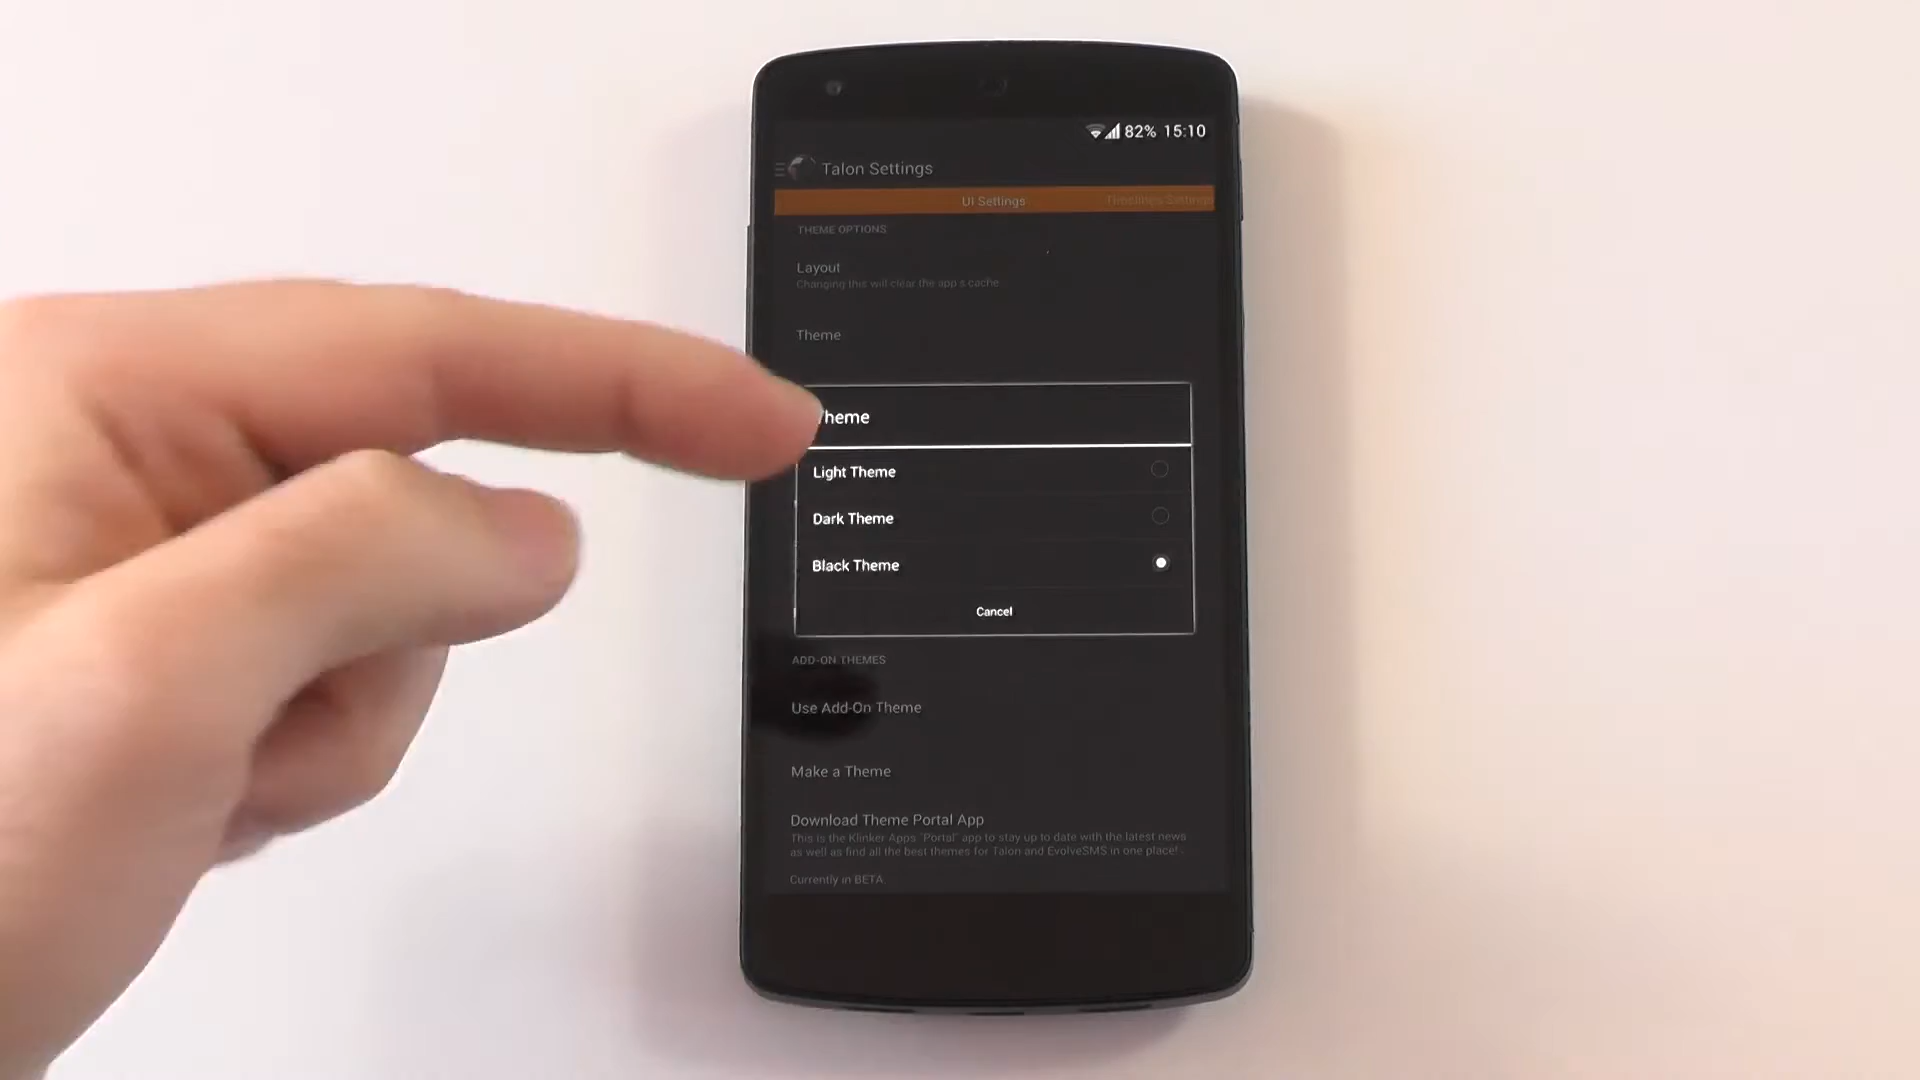 82% 15:10
Talon Settings
UI Settings
Timelines Settings
THEME OPTIONS
Layout
Changing this will clear the app's cache
Theme
Theme
Light Theme
Dark Theme
Black Theme
Cancel
ADD-ON THEMES
Use Add-On Theme
Make a Theme
Download Theme Portal App
This is the Klinker Apps "Portal" app to stay up to date with the latest news
as well as find all the best themes for Talon and EvolveSMS in one place!
Currently in BETA